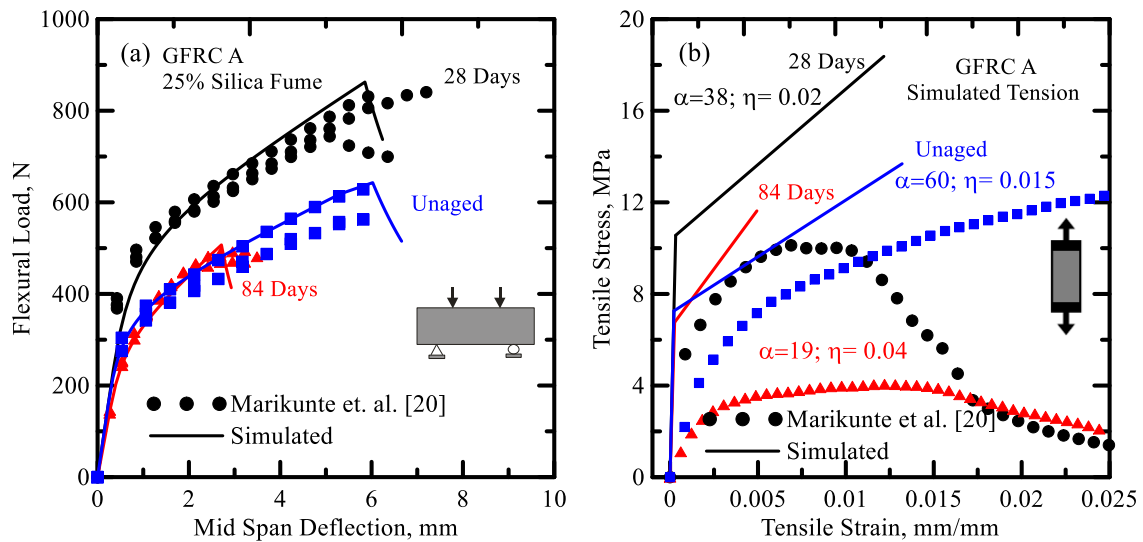 1000
800
600
400
200
0
Flexural Load, N
(a)
GFRC A
25% Silica Fume
28 Days
Unaged
84 Days
Marikunte et. al. [20]
Simulated
0
2
4
6
8
10
Mid Span Deflection, mm
20
16
12
8
4
0
Tensile Stress, MPa
(b)
28 Days
GFRC A
Simulated Tension
α=38; η= 0.02
Unaged
α=60; η= 0.015
84 Days
α=19; η= 0.04
Marikunte et al. [20]
Simulated
0
0.005
0.01
0.015
0.02
0.025
Tensile Strain, mm/mm